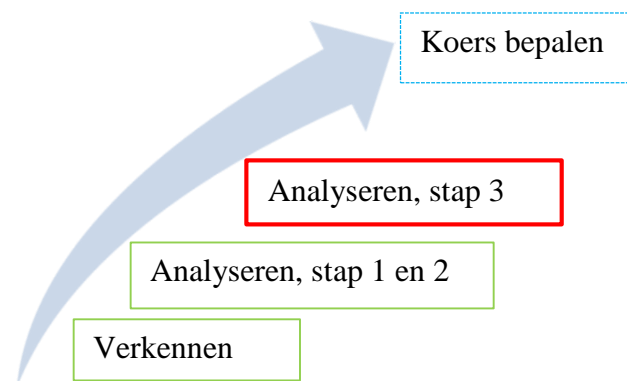 Koers bepalen
Analyseren, stap 3
Analyseren, stap 1 en 2
Verkennen